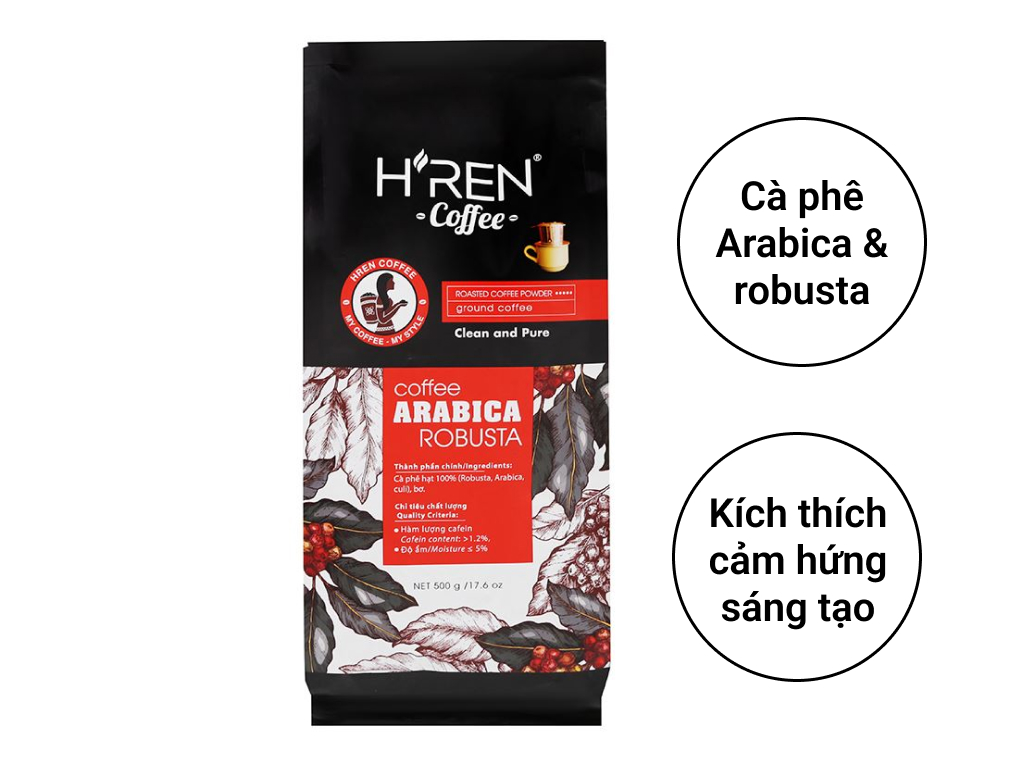 H'REN®
Coffee
HREN COFFEE
MY COFFEE - MY STYLE
ROASTED COFFEE POWDER •••••
ground coffee
Clean and Pure
coffee
ARABICA
ROBUSTA
Thành phần chính/Ingredients:
Cà phê hạt 100% (Robusta, Arabica,
culi), bơ.
Chỉ tiêu chất lượng
Quality Criteria:
• Hàm lượng cafein
Cafein content: >1.2%,
• Độ ẩm/Moisture ≤ 5%
NET 500 g /17.6 oz
Cà phê
Arabica &
robusta
Kích thích
cảm hứng
sáng tạo